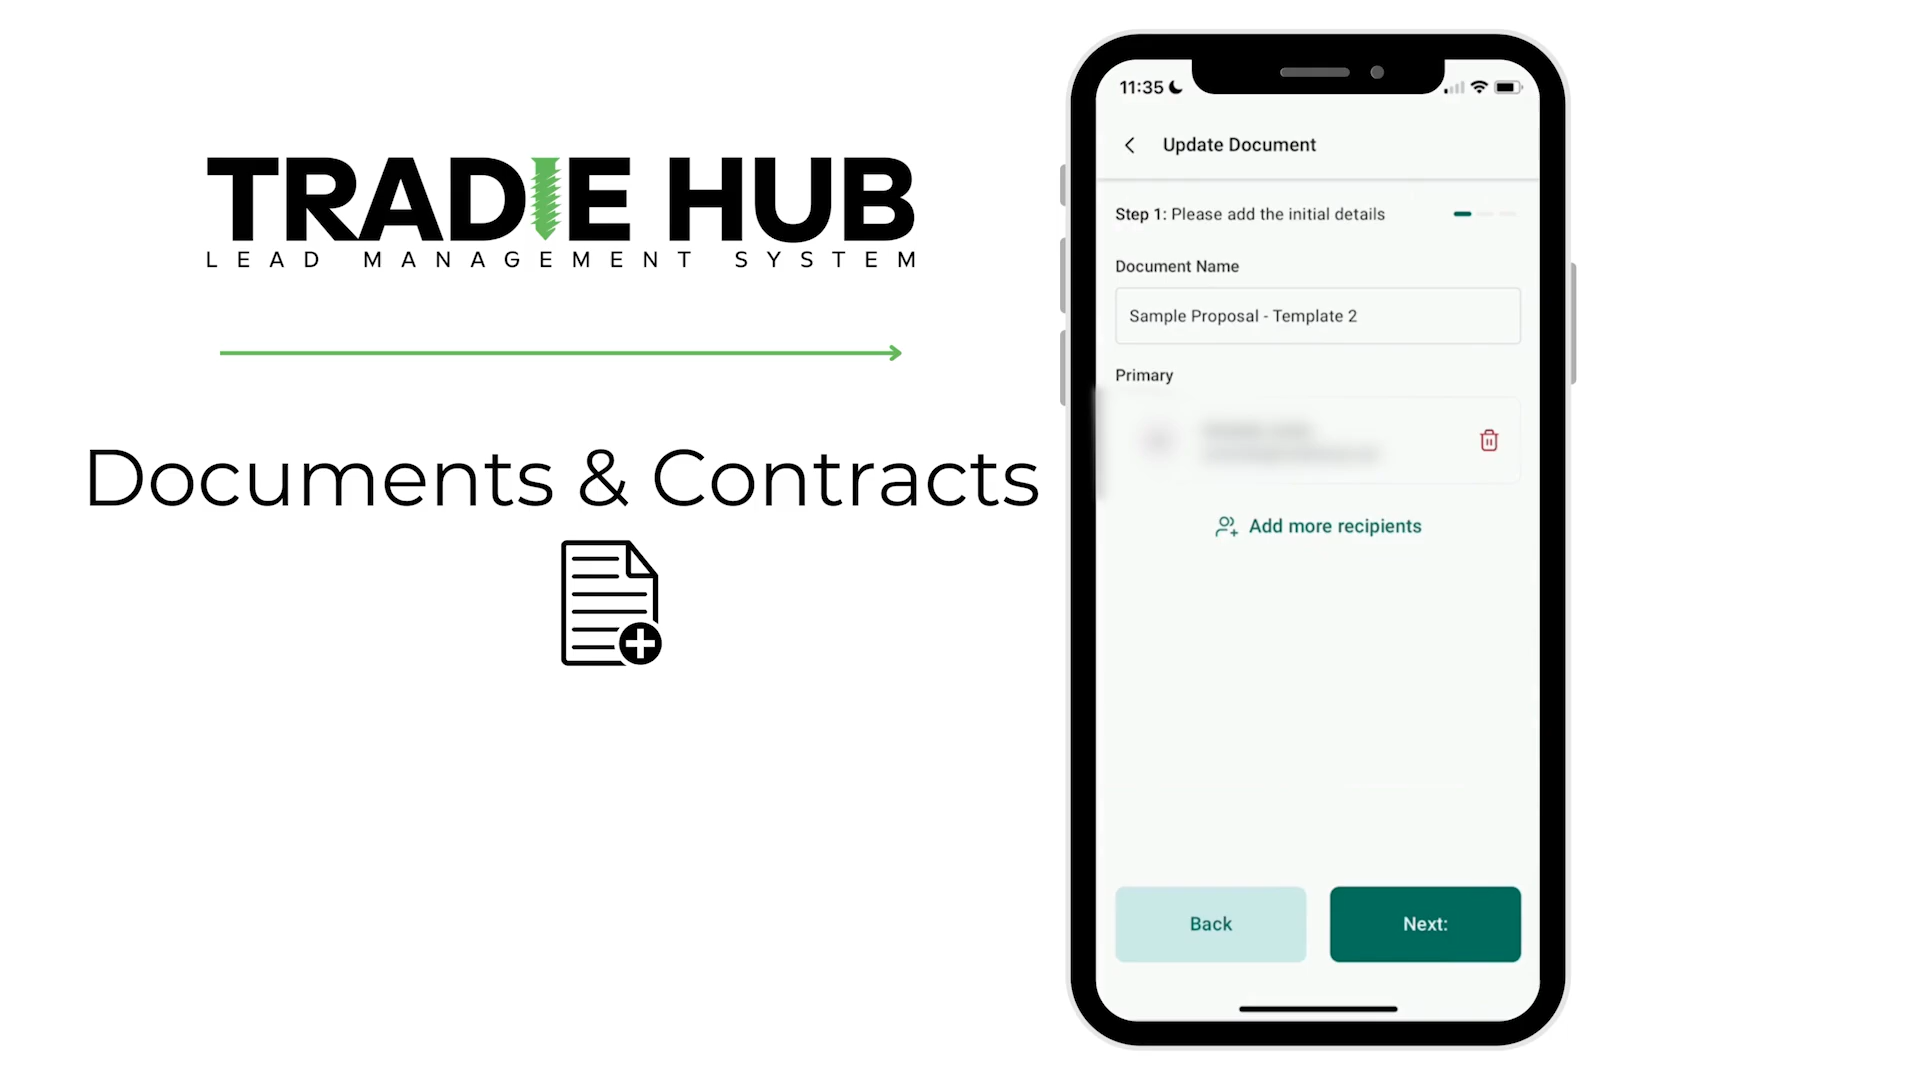 TRADIE HUB
LEAD MANAGEMENT SYSTEM
Documents & Contracts
11:35
Update Document
Step 1: Please add the initial details
Document Name
Sample Proposal - Template 2
Primary
Add more recipients
Back
Next: